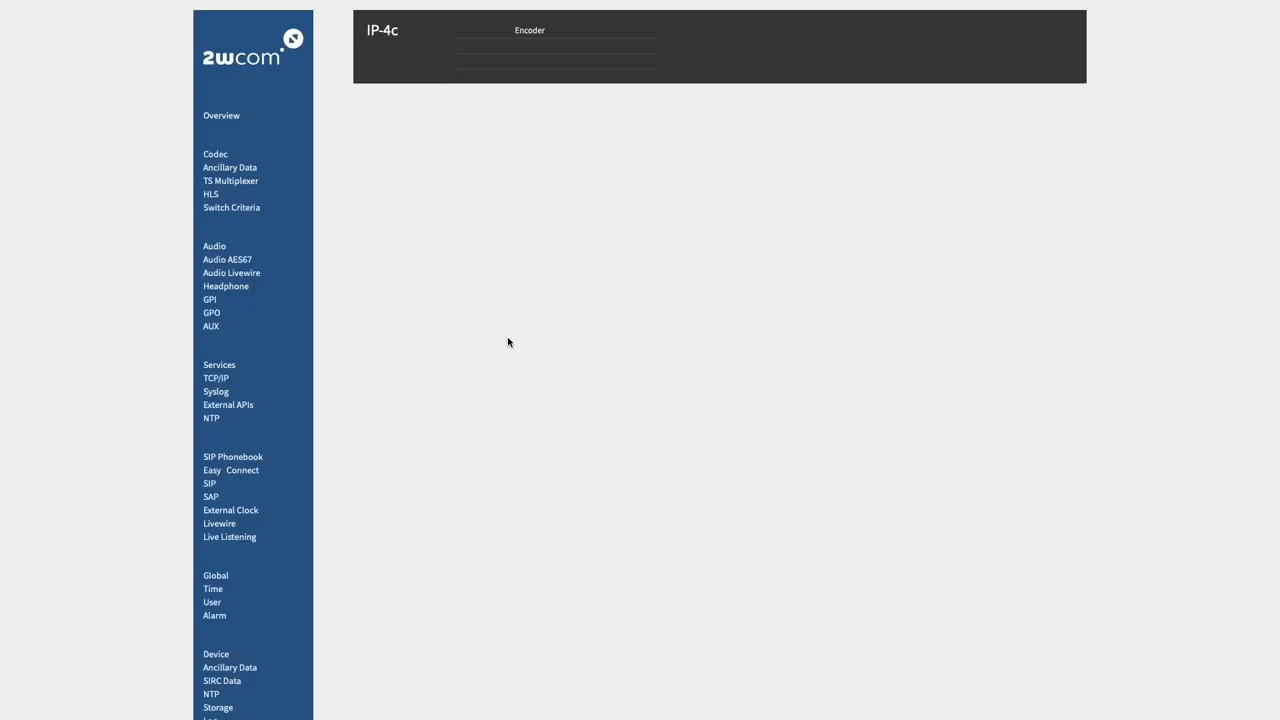 2wcom
IP-4c
Encoder
Overview
Codec
Ancillary Data
TS Multiplexer
HLS
Switch Criteria
Audio
Audio AES67
Audio Livewire
Headphone
GPI
GPO
AUX
Services
TCP/IP
Syslog
External APIs
NTP
SIP Phonebook
Easy Connect
SIP
SAP
External Clock
Livewire
Live Listening
Global
Time
User
Alarm
Device
Ancillary Data
SIRC Data
NTP
Storage